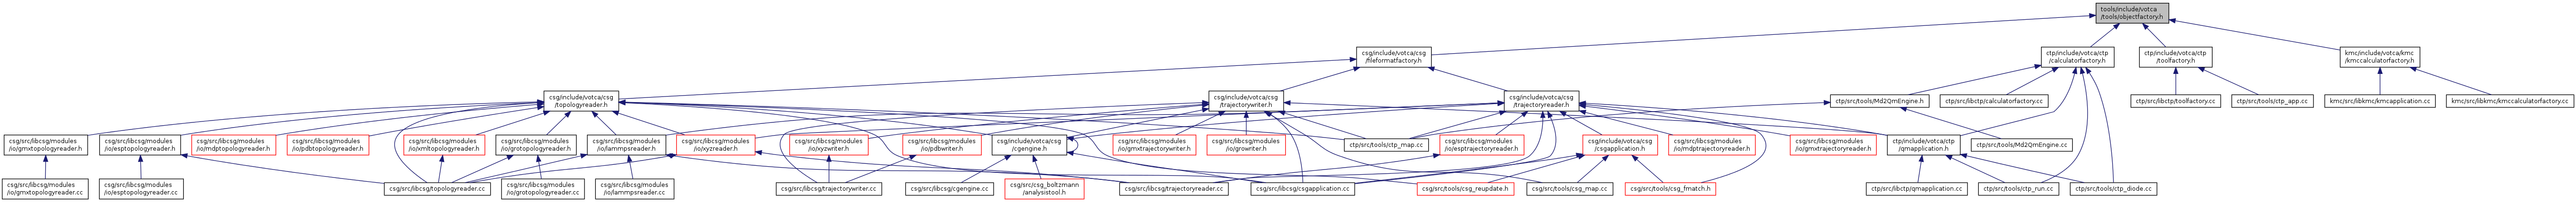 tools/include/votca
/tools/objectfactory.h
csg/include/votca/csg
/fileformatfactory.h
ctp/include/votca/ctp
/calculatorfactory.h
ctp/include/votca/ctp
/toolfactory.h
kmc/include/votca/kmc
/kmccalculatorfactory.h
csg/include/votca/csg
/topologyreader.h
csg/include/votca/csg
/trajectorywriter.h
csg/include/votca/csg
/trajectoryreader.h
ctp/src/tools/Md2QmEngine.h
ctp/src/libctp/calculatorfactory.cc
ctp/src/libctp/toolfactory.cc
ctp/src/tools/ctp_app.cc
kmc/src/libkmc/kmcapplication.cc
kmc/src/libkmc/kmccalculatorfactory.cc
csg/src/libcsg/modules
/io/gmxtopologyreader.h
csg/src/libcsg/modules
/io/esptopologyreader.h
csg/src/libcsg/modules
/io/mdptopologyreader.h
csg/src/libcsg/modules
/io/pdbtopologyreader.h
csg/src/libcsg/modules
/io/xmltopologyreader.h
csg/src/libcsg/modules
/io/grotopologyreader.h
csg/src/libcsg/modules
/io/lammpsreader.h
csg/src/libcsg/modules
/io/xyzreader.h
csg/src/libcsg/modules
/io/xyzwriter.h
csg/src/libcsg/modules
/io/pdbwriter.h
csg/include/votca/csg
/cgengine.h
csg/src/libcsg/modules
/io/gmxtrajectorywriter.h
csg/src/libcsg/modules
/io/growriter.h
ctp/src/tools/ctp_map.cc
csg/src/libcsg/modules
/io/esptrajectoryreader.h
csg/include/votca/csg
/csgapplication.h
csg/src/libcsg/modules
/io/mdptrajectoryreader.h
csg/src/libcsg/modules
/io/gmxtrajectoryreader.h
ctp/include/votca/ctp
/qmapplication.h
ctp/src/tools/Md2QmEngine.cc
csg/src/libcsg/modules
/io/gmxtopologyreader.cc
csg/src/libcsg/modules
/io/esptopologyreader.cc
csg/src/libcsg/topologyreader.cc
csg/src/libcsg/modules
/io/grotopologyreader.cc
csg/src/libcsg/modules
/io/lammpsreader.cc
csg/src/libcsg/trajectorywriter.cc
csg/src/libcsg/cgengine.cc
csg/src/csg_boltzmann
/analysistool.h
csg/src/libcsg/trajectoryreader.cc
csg/src/libcsg/csgapplication.cc
csg/src/tools/csg_reupdate.h
csg/src/tools/csg_map.cc
csg/src/tools/csg_fmatch.h
ctp/src/libctp/qmapplication.cc
ctp/src/tools/ctp_run.cc
ctp/src/tools/ctp_diode.cc